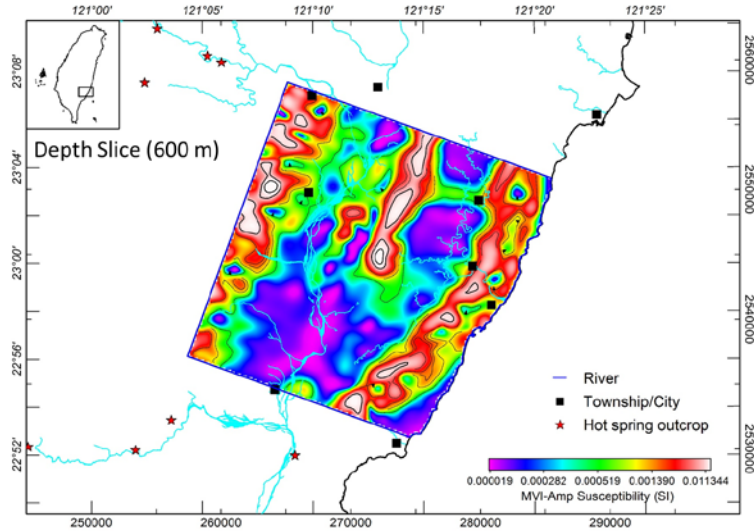 121°00' 121°05' 121°10' 121°15' 121°20'
23°08'
23°04'
23°00'
22°56'
22°52'
2560000
2550000
2540000
2530000
Depth Slice (600 m)
River
Township/City
Hot spring outcrop
0.000019 0.000282 0.000519 0.001390 0.011344
MVI-Amp Susceptibility (SI)
250000 260000 270000 280000 290000